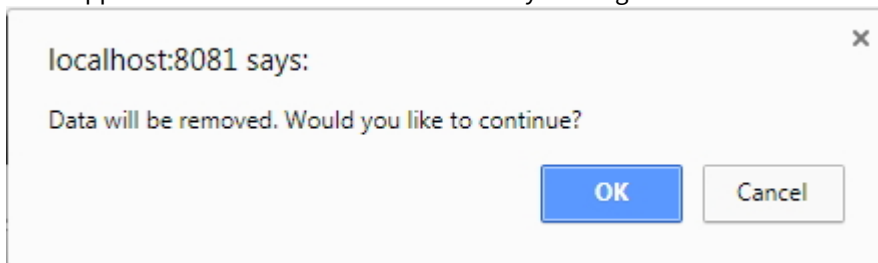 localhost:8081 says:
Data will be removed. Would you like to continue?
OK Cancel